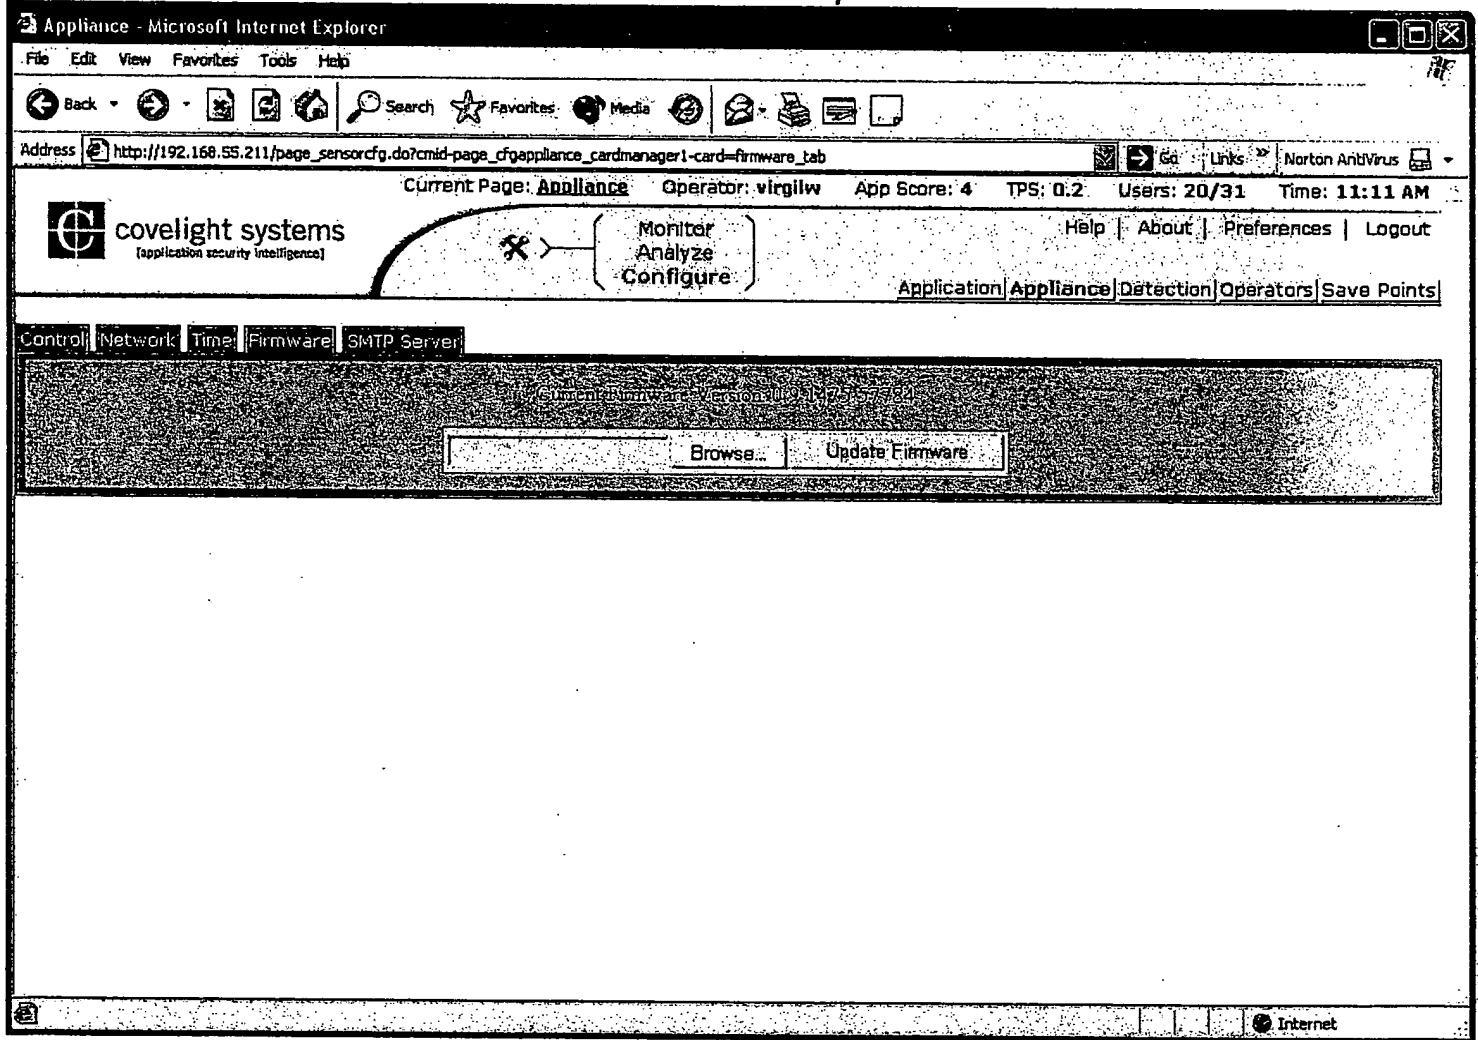 Appliance - Microsoft Internet Explorer
File Edit View Favorites Tools Help
Back Search Favorites Media
Address http://192.168.55.211/page_sensorcfg.do?cmid-page_cfgappliance_cardmanager1-card=firmware_tab Go Links » Norton AntiVirus
Current Page: Appliance Operator: virgilw App Score: 4 TPS: 0.2 Users: 20/31 Time: 11:11 AM
covelight systems
[application security intelligence]
Monitor
Analyze
Configure
Help | About | Preferences | Logout
Application| Appliance| Detection| Operators| Save Points|
Control| Network| Time| Firmware| SMTP Server|
Current Firmware Version:
Browse... Update Firmware
Internet